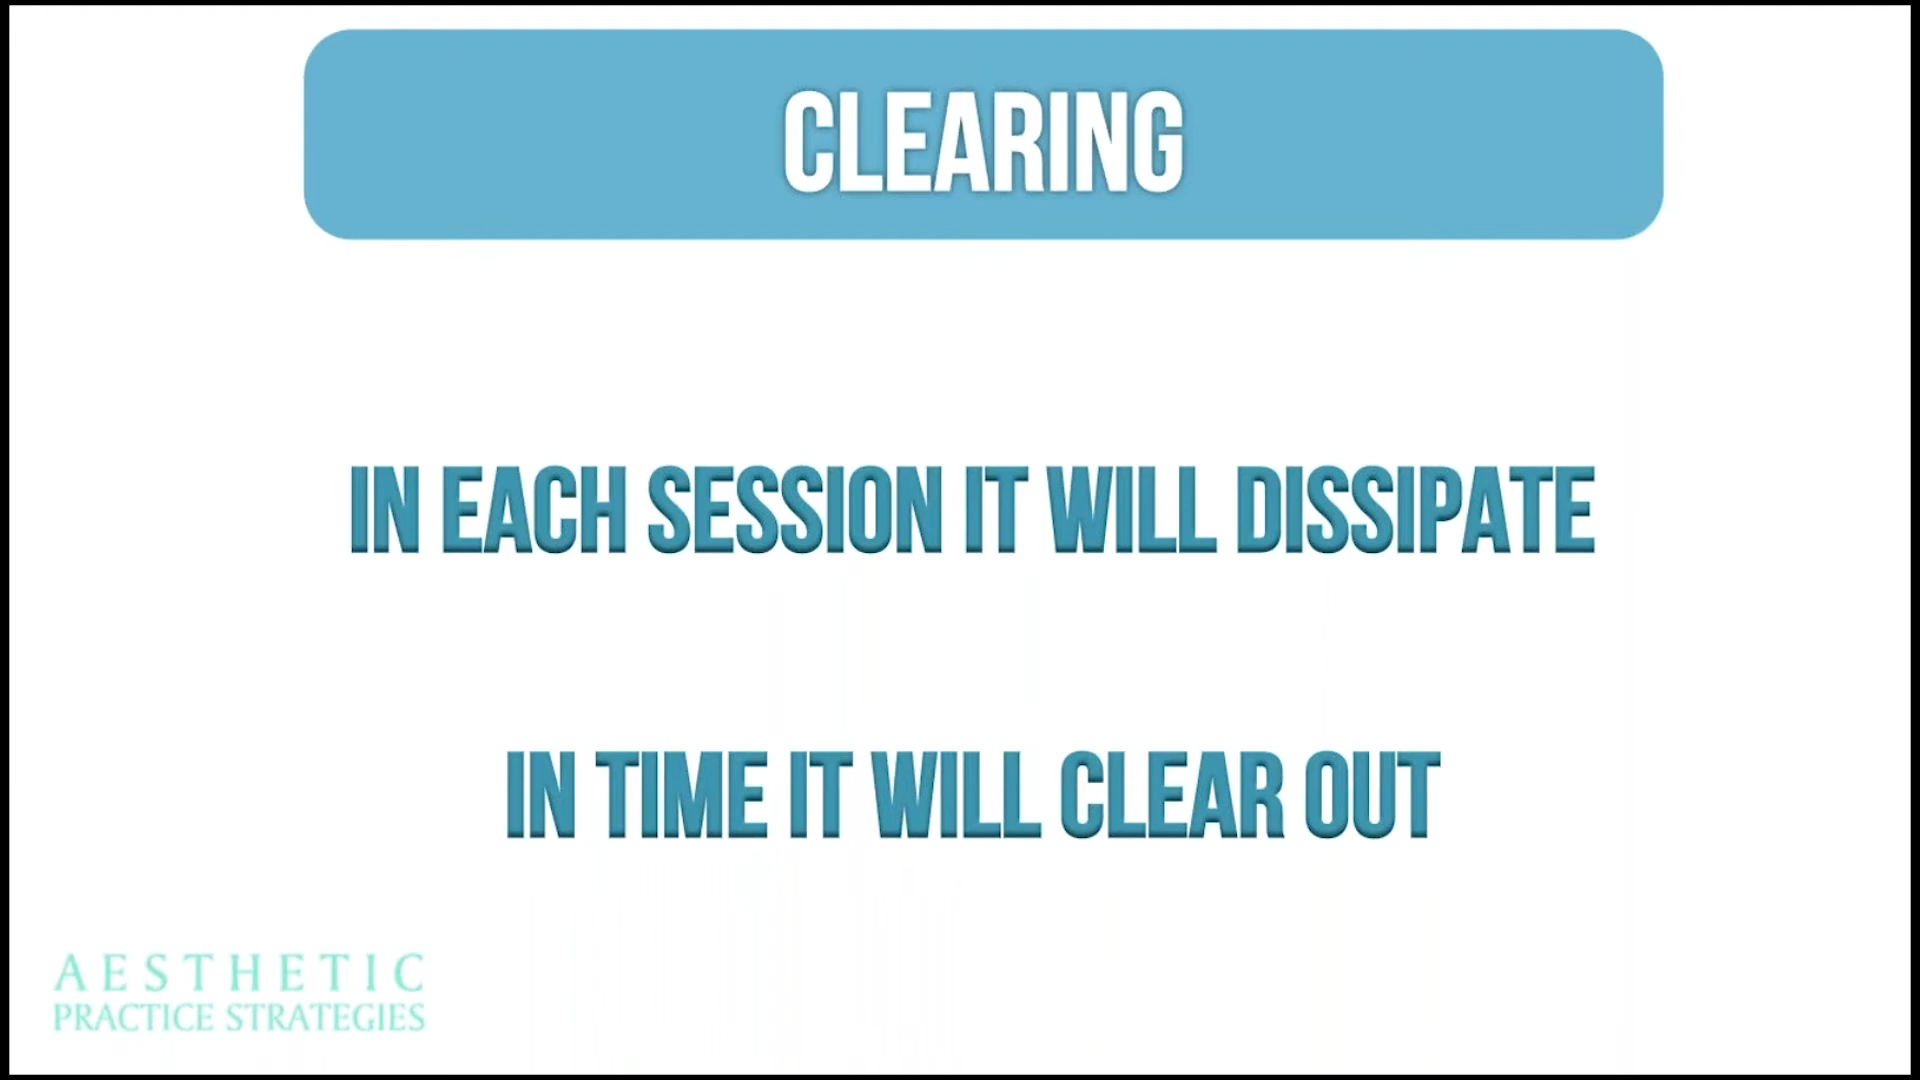 CLEARING
IN EACH SESSION IT WILL DISSIPATE
IN TIME IT WILL CLEAR OUT
AESTHETIC
PRACTICE STRATEGIES